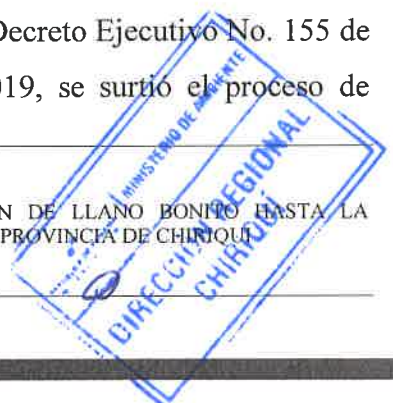 Decreto Ejecutivo No. 155 de
019, se surtió el proceso de
N DE LLANO BONITO HASTA LA
PROVINCIA DE CHIRIQUÍ
MINISTERIO DE AMBIENTE
DIRECCIÓN REGIONAL
CHIRIQUÍ